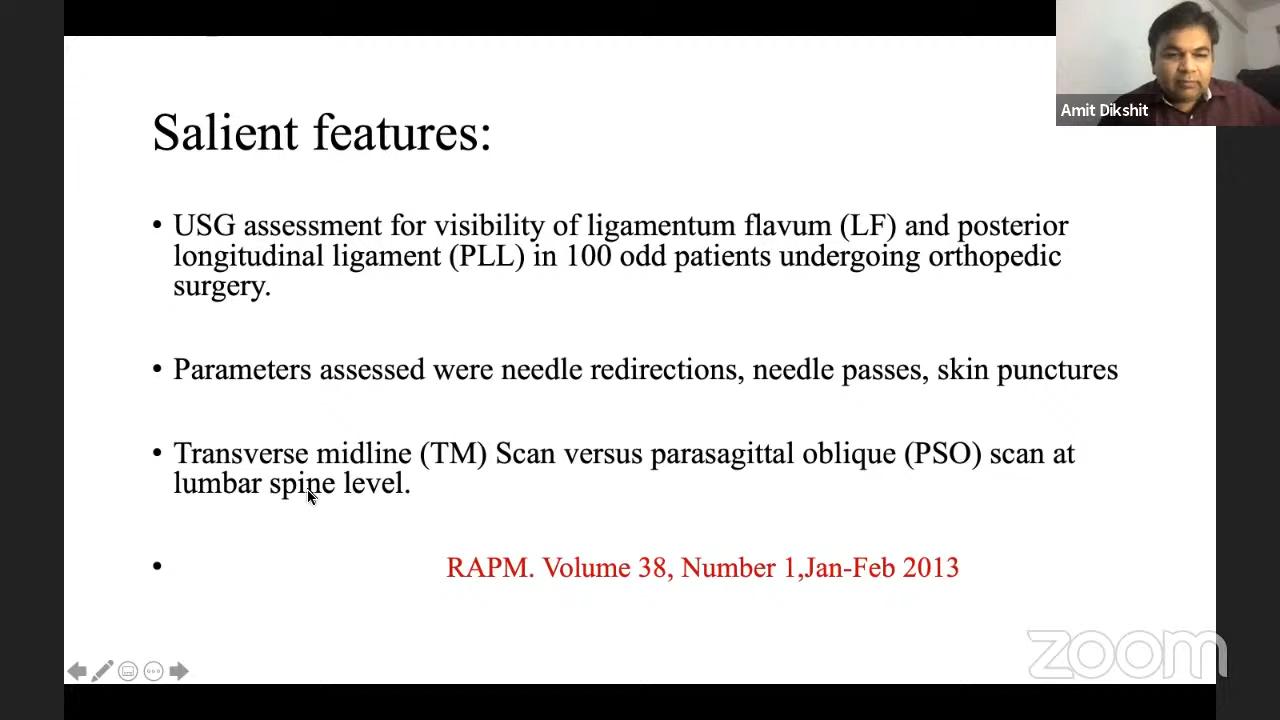 Amit Dikshit
Salient features:
• USG assessment for visibility of ligamentum flavum (LF) and posterior
longitudinal ligament (PLL) in 100 odd patients undergoing orthopedic
surgery.
• Parameters assessed were needle redirections, needle passes, skin punctures
• Transverse midline (TM) Scan versus parasagittal oblique (PSO) scan at
lumbar spine level.
• RAPM. Volume 38, Number 1,Jan-Feb 2013
zoom